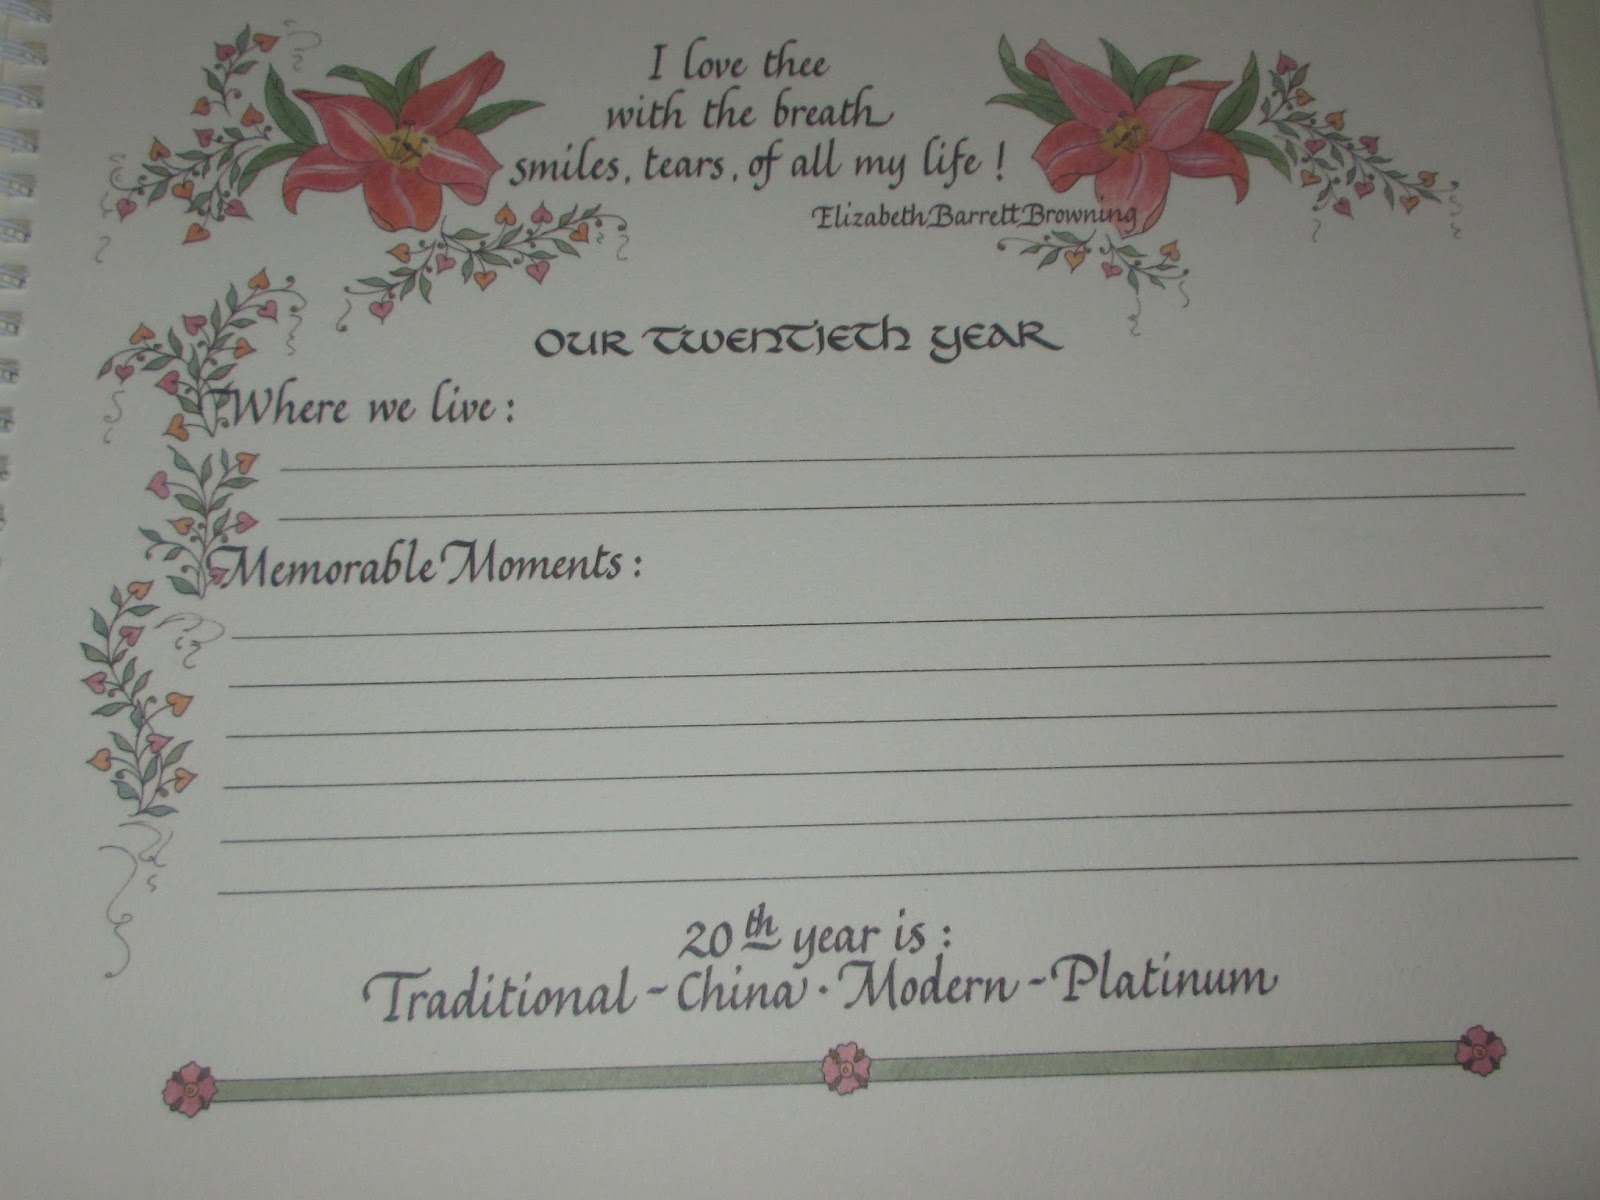 I love thee
with the breath
smiles, tears, of all my life !
Elizabeth Barrett Browning
OUR TWENTIETH YEAR
Where we live :
Memorable Moments :
20th year is :
Traditional - China · Modern - Platinum